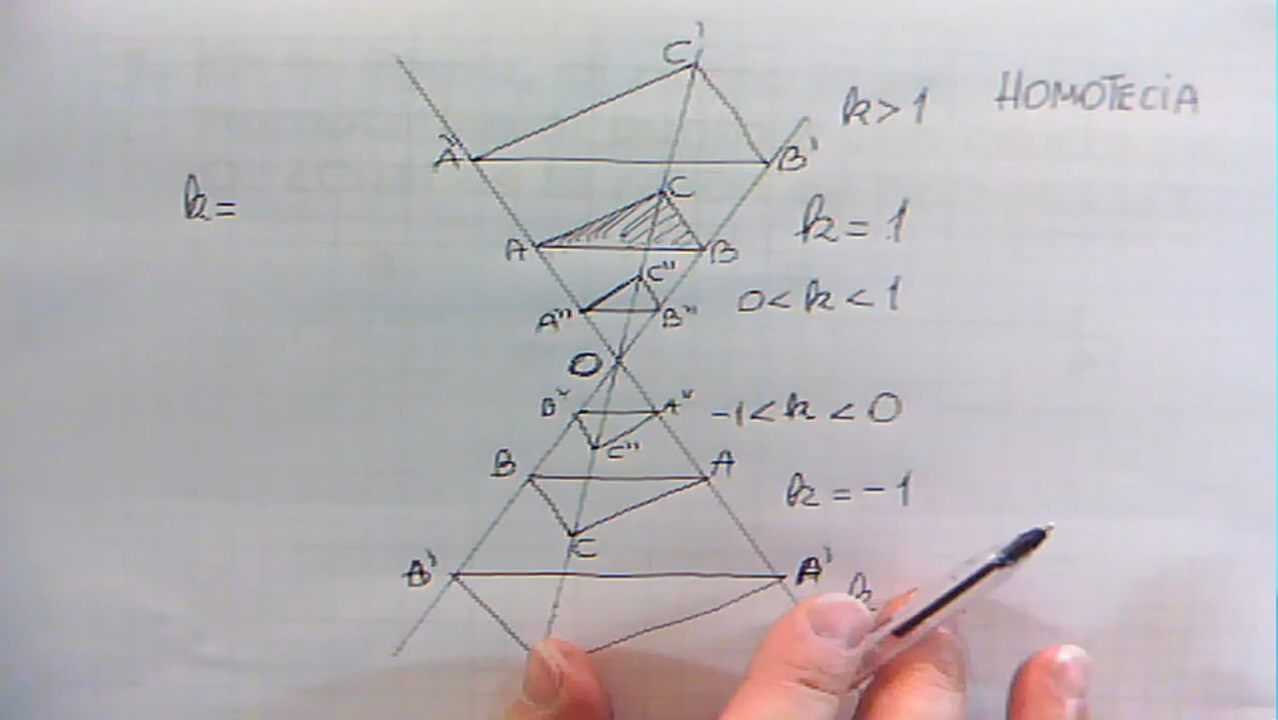 C'
k > 1
HOMOTECIA
A'
B'
k =
C
k = 1
A
B
C"
0 < k < 1
A"
B"
O
B"
A"
-1 < k < 0
C"
B
A
k = -1
C
A'
k